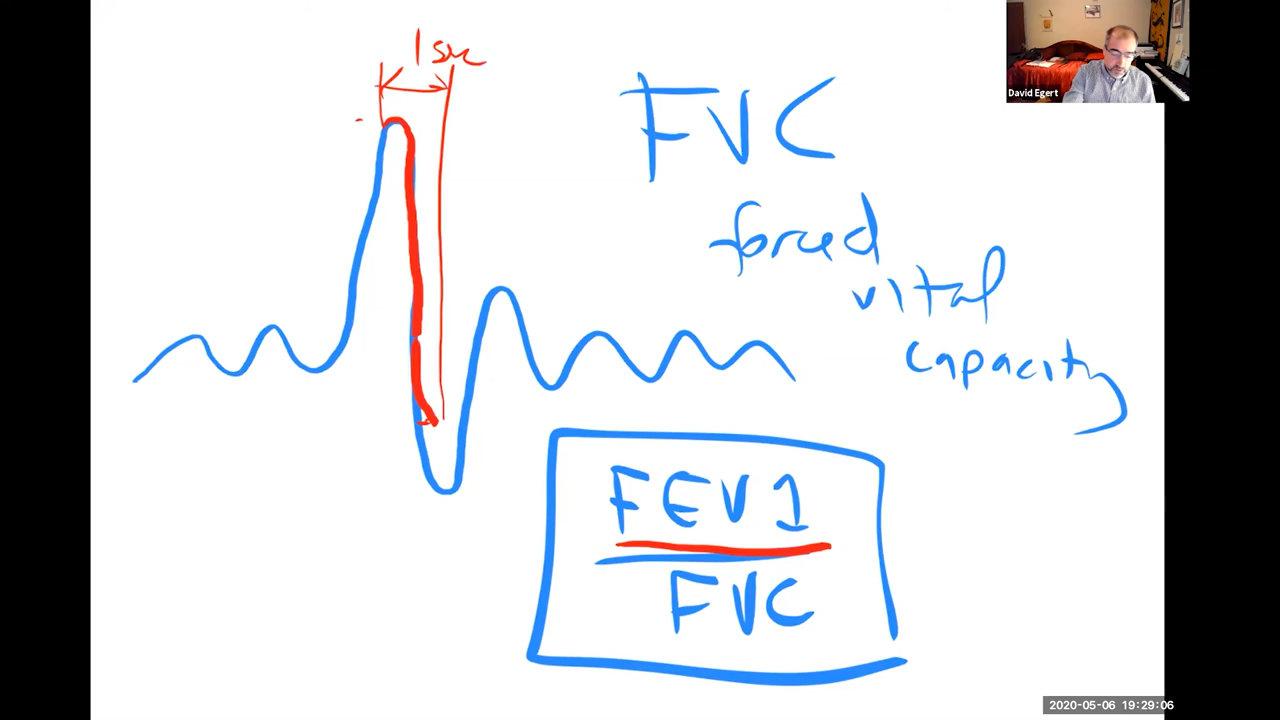 1 sec
FVC
forced
vital
capacity
FEV1
FVC
David Egert
2020-05-06 19:29:06